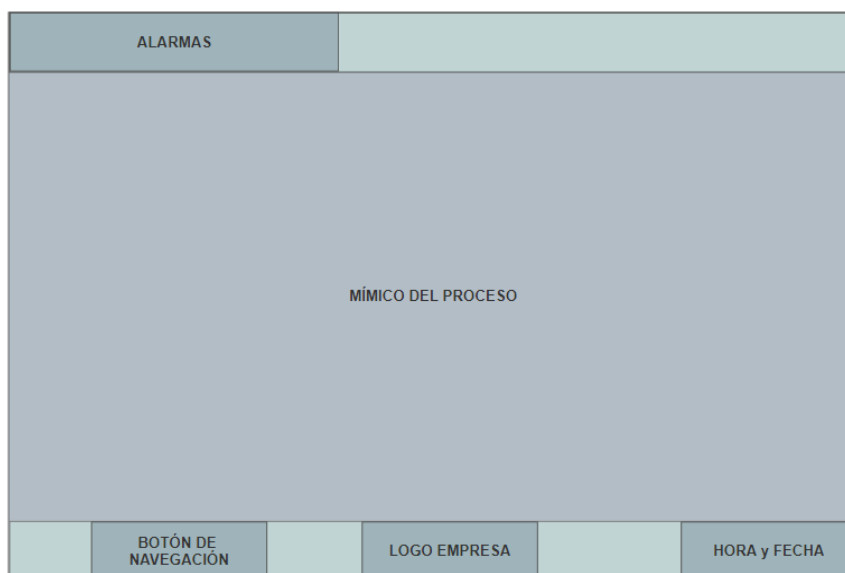 ALARMAS
MÍMICO DEL PROCESO
BOTÓN DE
NAVEGACIÓN
LOGO EMPRESA
HORA y FECHA